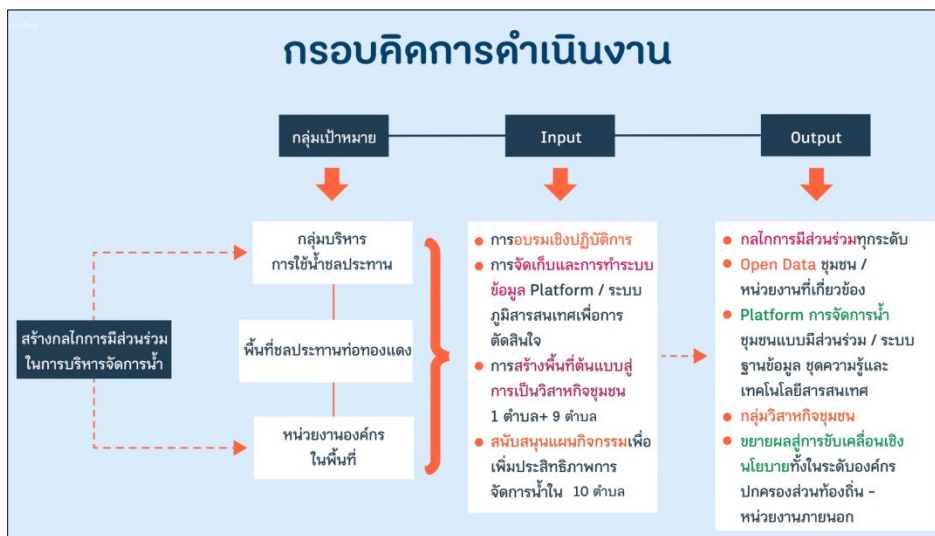 cording
กรอบคิดการดำเนินงาน
กลุ่มเป้าหมาย
Input
Output
สร้างกลไกการมีส่วนร่วม
ในการบริหารจัดการน้ำ
กลุ่มบริหาร
การใช้น้ำชลประทาน
พื้นที่ชลประทานท่อทองแดง
หน่วยงานองค์กร
ในพื้นที่
การอบรมเชิงปฏิบัติการ
การจัดเก็บและการทำระบบ
ข้อมูล Platform / ระบบ
ภูมิสารสนเทศเพื่อการ
ตัดสินใจ
การสร้างพื้นที่ต้นแบบสู่
การเป็นวิสาหกิจชุมชน
1 ตำบล+ 9 ตำบล
สนับสนุนแผนกิจกรรมเพื่อ
เพิ่มประสิทธิภาพการ
จัดการน้ำใน 10 ตำบล
กลไกการมีส่วนร่วมทุกระดับ
Open Data ชุมชน /
หน่วยงานที่เกี่ยวข้อง
Platform การจัดการน้ำ
ชุมชนแบบมีส่วนร่วม / ระบบ
ฐานข้อมูล ชุดความรู้และ
เทคโนโลยีสารสนเทศ
กลุ่มวิสาหกิจชุมชน
ขยายผลสู่การขับเคลื่อนเชิง
นโยบายทั้งในระดับองค์กร
ปกครองส่วนท้องถิ่น -
หน่วยงานภายนอก